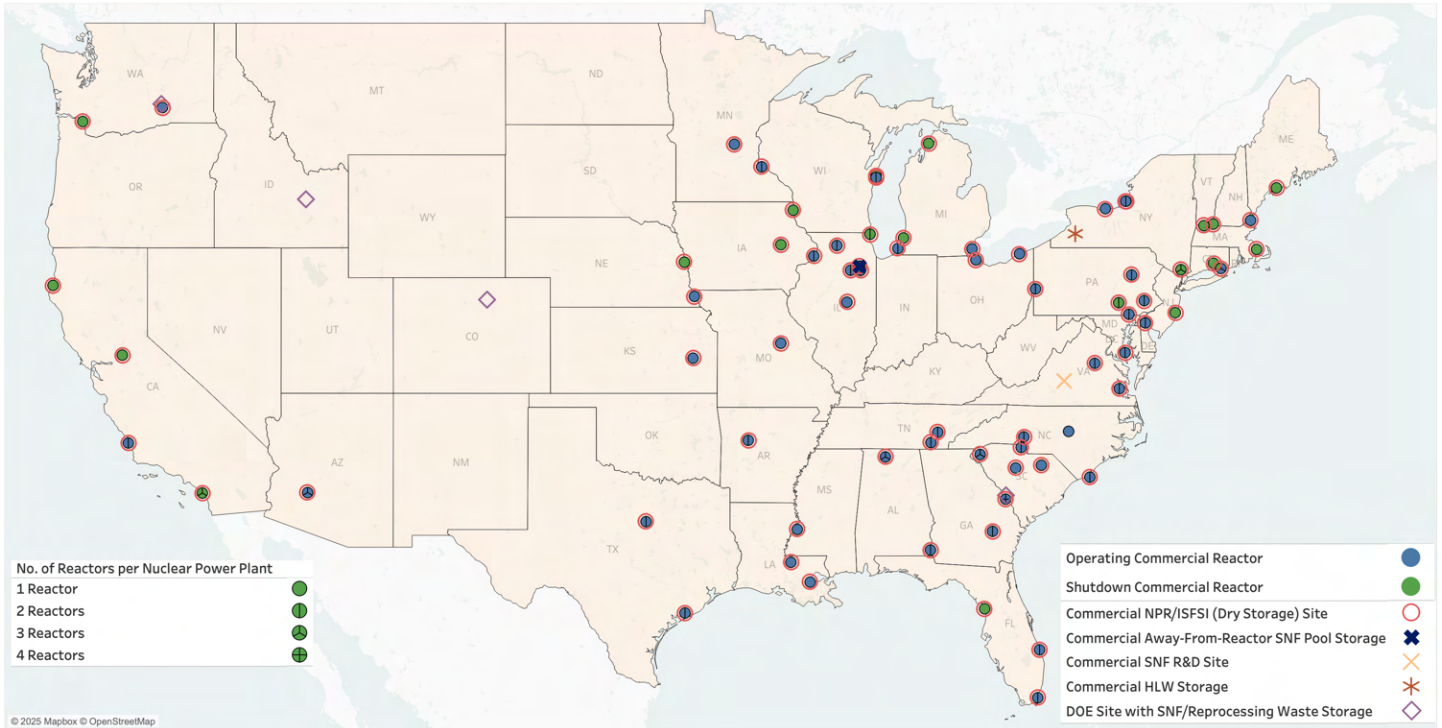 WA
MT
ND
MN
ME
OR
ID
SD
WI
VT
NH
WY
MI
NY
MA
IA
NE
PA
NJ
NV
UT
CO
IL
IN
OH
MD
DE
WV
KS
MO
KY
VA
CA
TN
NC
OK
AR
AZ
NM
SC
MS
AL
GA
TX
LA
FL
No. of Reactors per Nuclear Power Plant
1 Reactor
2 Reactors
3 Reactors
4 Reactors
Operating Commercial Reactor
Shutdown Commercial Reactor
Commercial NPR/ISFSI (Dry Storage) Site
Commercial Away-From-Reactor SNF Pool Storage
Commercial SNF R&D Site
Commercial HLW Storage
DOE Site with SNF/Reprocessing Waste Storage
© 2025 Mapbox © OpenStreetMap